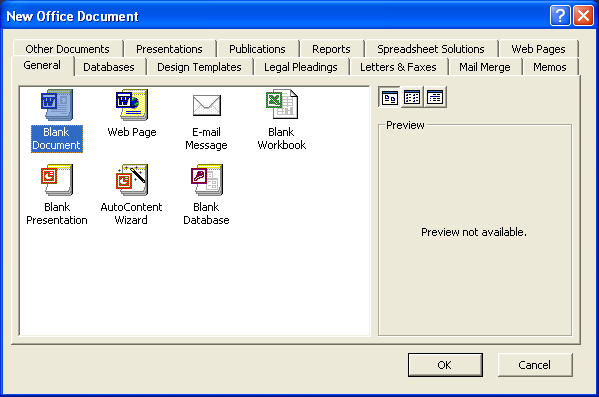 New Office Document
Other Documents Presentations Publications Reports Spreadsheet Solutions Web Pages
General Databases Design Templates Legal Pleadings Letters & Faxes Mail Merge Memos
Blank Document
Web Page
E-mail Message
Blank Workbook
Blank Presentation
AutoContent Wizard
Blank Database
Preview
Preview not available.
OK Cancel